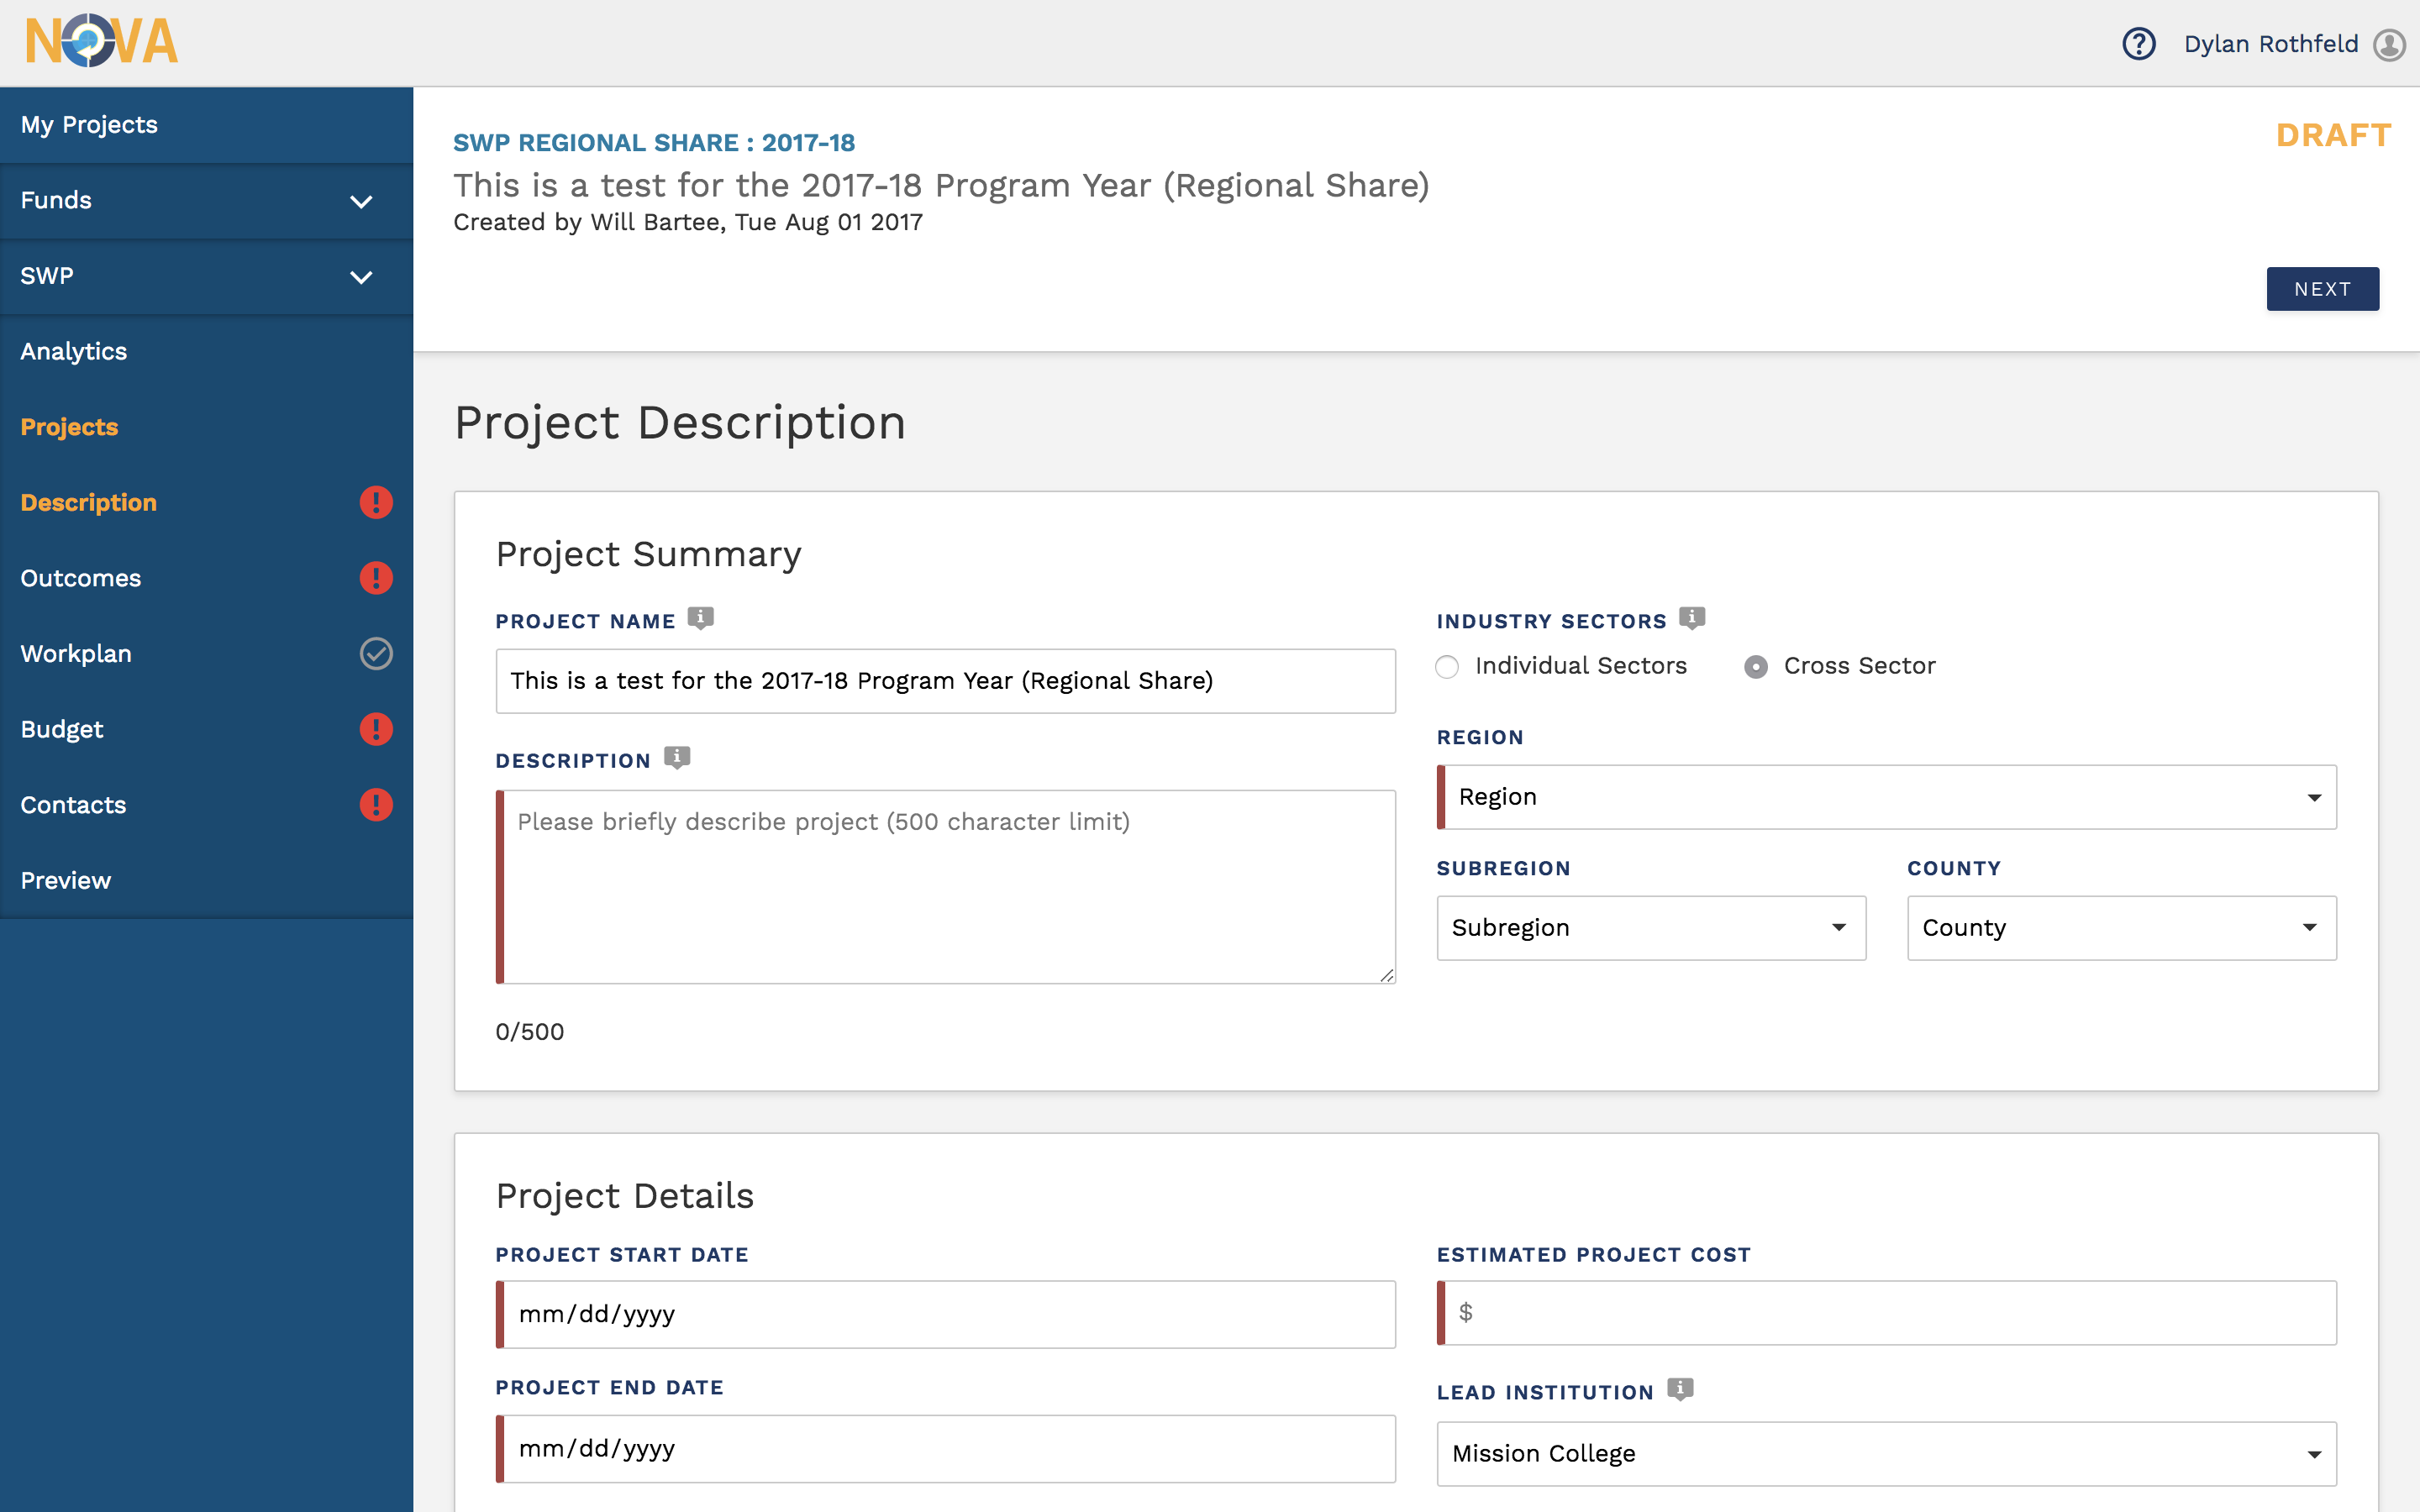 NOVA
Dylan Rothfeld
My Projects
Funds
SWP
Analytics
Projects
Description
Outcomes
Workplan
Budget
Contacts
Preview
SWP REGIONAL SHARE : 2017-18
DRAFT
This is a test for the 2017-18 Program Year (Regional Share)
Created by Will Bartee, Tue Aug 01 2017
NEXT
Project Description
Project Summary
PROJECT NAME
This is a test for the 2017-18 Program Year (Regional Share)
DESCRIPTION
Please briefly describe project (500 character limit)
0/500
INDUSTRY SECTORS
Individual Sectors Cross Sector
REGION
Region
SUBREGION COUNTY
Subregion County
Project Details
PROJECT START DATE
mm/dd/yyyy
PROJECT END DATE
mm/dd/yyyy
ESTIMATED PROJECT COST
$
LEAD INSTITUTION
Mission College